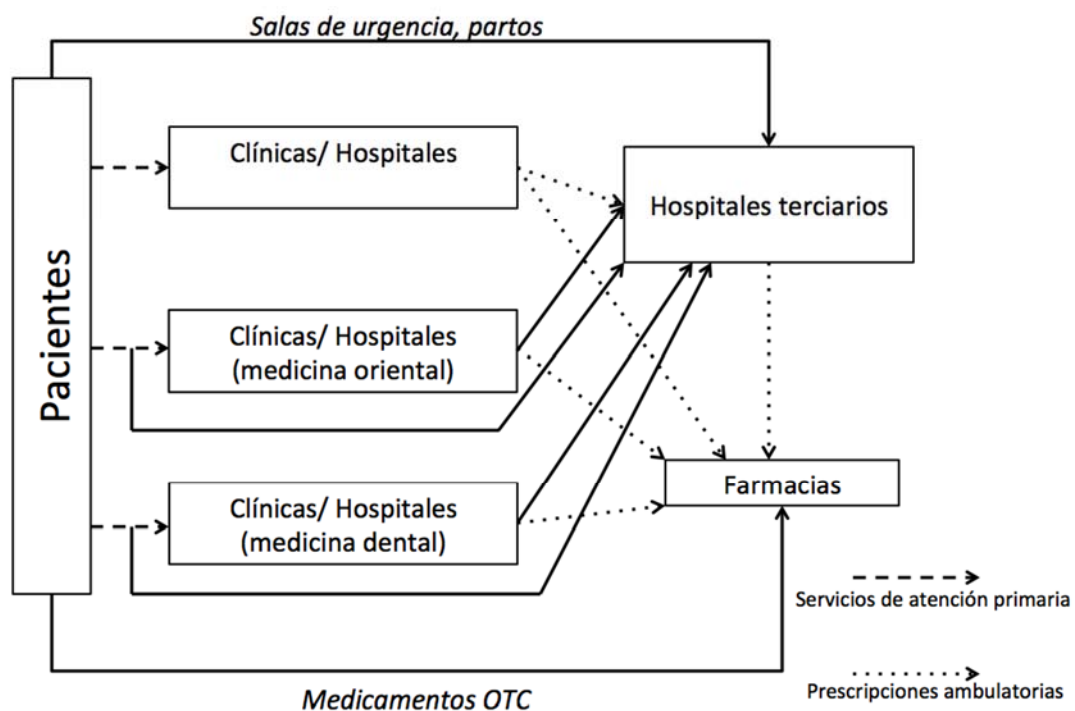 Salas de urgencia, partos
Pacientes
Clínicas/ Hospitales
Hospitales terciarios
Clínicas/ Hospitales
(medicina oriental)
Farmacias
Clínicas/ Hospitales
(medicina dental)
Servicios de atención primaria
Prescripciones ambulatorias
Medicamentos OTC